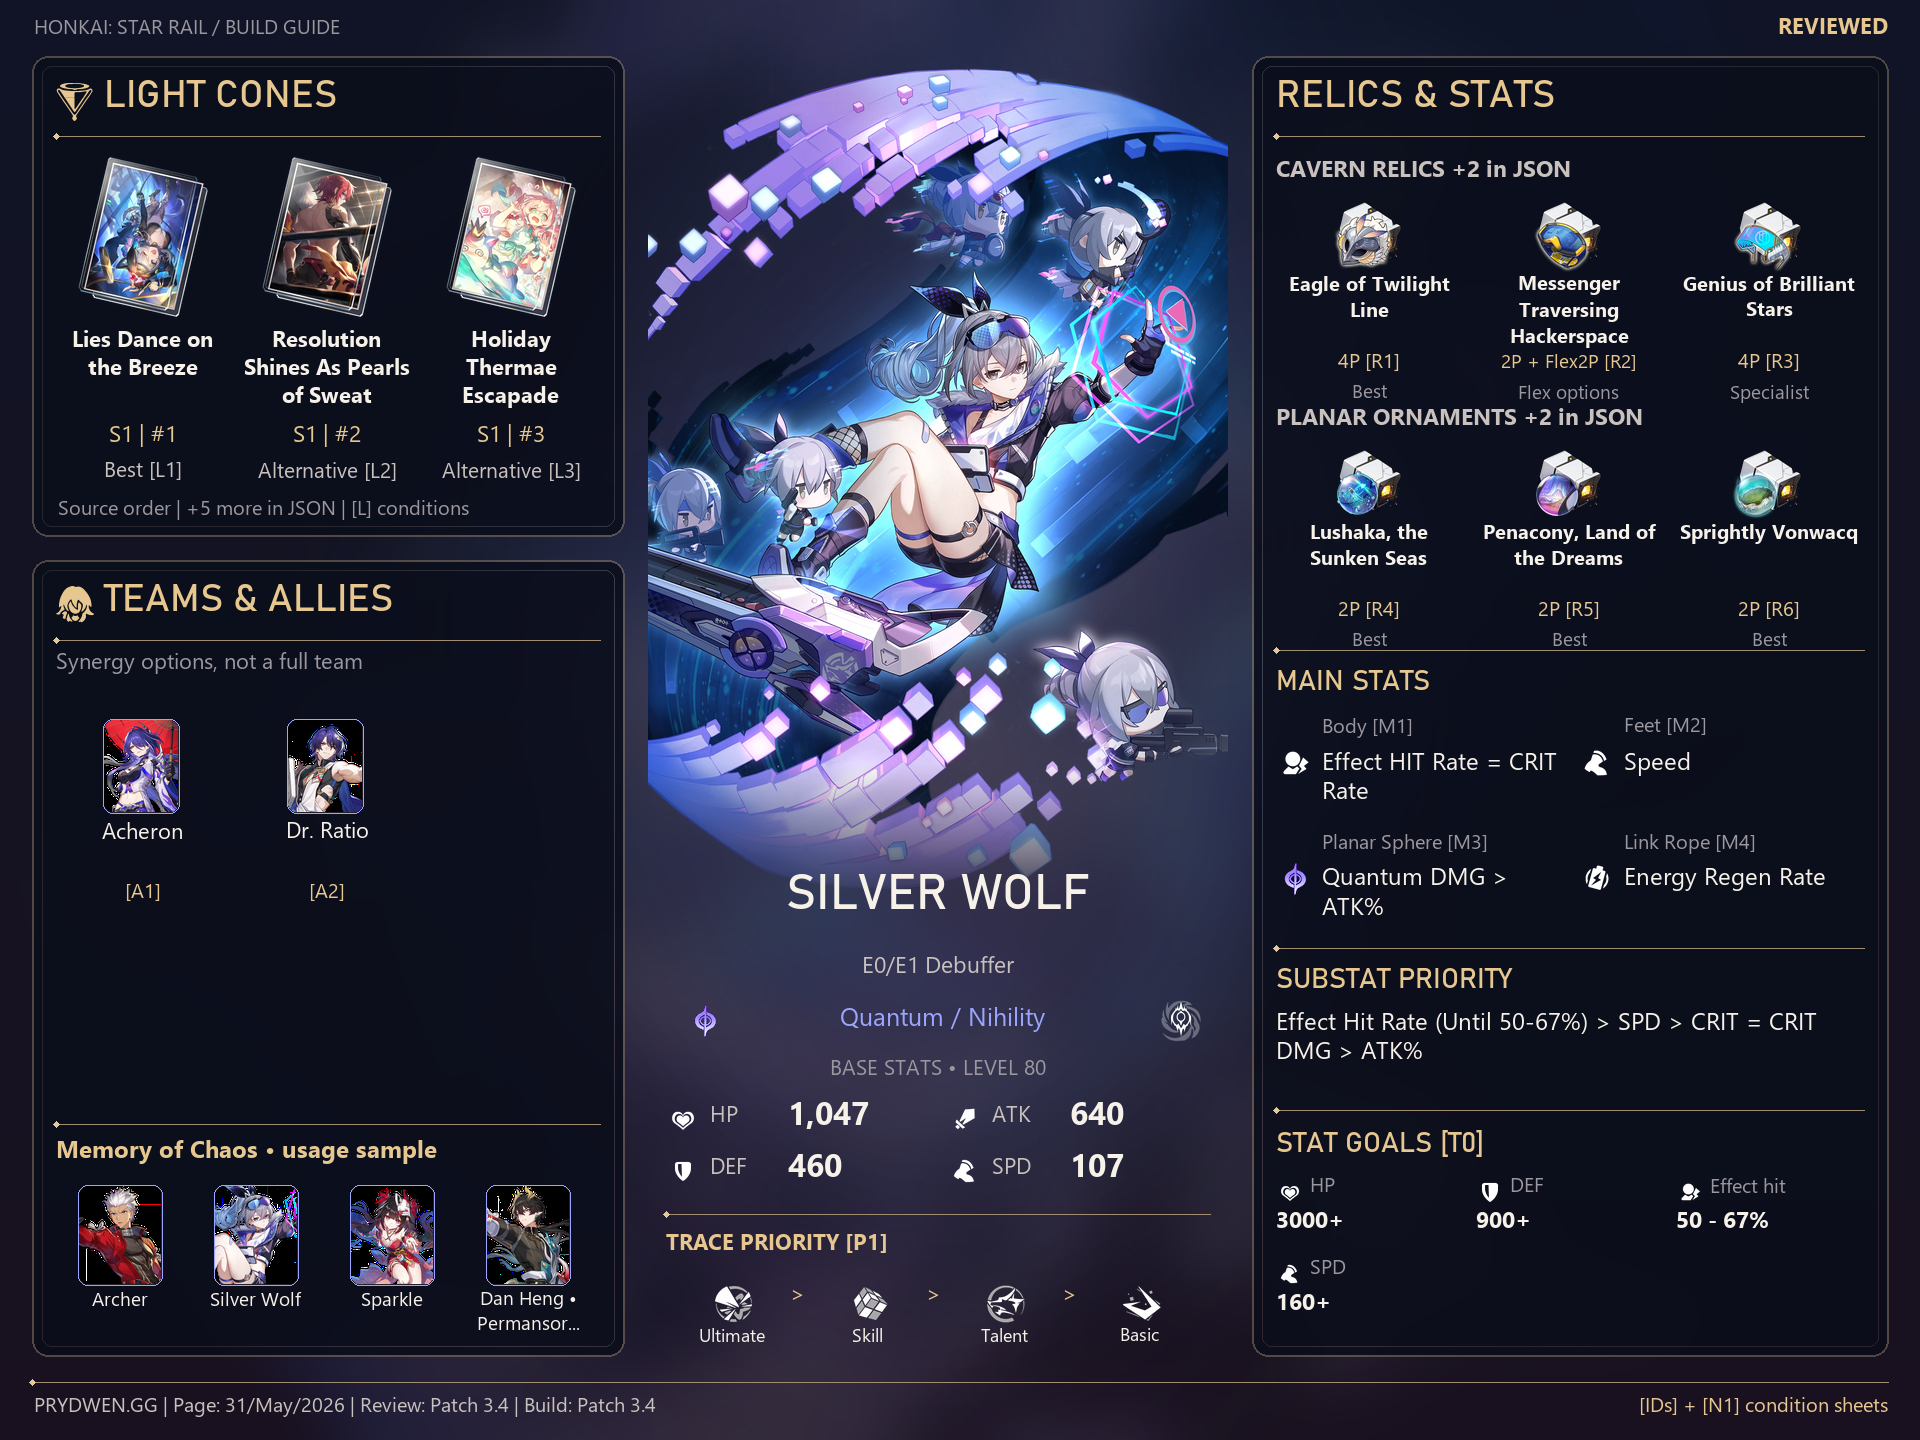 HONKAI: STAR RAIL / BUILD GUIDE
REVIEWED
LIGHT CONES
Lies Dance on
the Breeze
S1 | #1
Best [L1]
Resolution
Shines As Pearls
of Sweat
S1 | #2
Alternative [L2]
Holiday
Thermae
Escapade
S1 | #3
Alternative [L3]
Source order | +5 more in JSON | [L] conditions
TEAMS & ALLIES
Synergy options, not a full team
Acheron
[A1]
Dr. Ratio
[A2]
Memory of Chaos • usage sample
Archer
Silver Wolf
Sparkle
Dan Heng •
Permansor...
SILVER WOLF
E0/E1 Debuffer
Quantum / Nihility
BASE STATS • LEVEL 80
HP 1,047
ATK 640
DEF 460
SPD 107
TRACE PRIORITY [P1]
Ultimate > Skill > Talent > Basic
RELICS & STATS
CAVERN RELICS +2 in JSON
Eagle of Twilight
Line
4P [R1]
Best
Messenger
Traversing
Hackerspace
2P + Flex2P [R2]
Flex options
Genius of Brilliant
Stars
4P [R3]
Specialist
PLANAR ORNAMENTS +2 in JSON
Lushaka, the
Sunken Seas
2P [R4]
Best
Penacony, Land of
the Dreams
2P [R5]
Best
Sprightly Vonwacq
2P [R6]
Best
MAIN STATS
Body [M1]
Effect HIT Rate = CRIT
Rate
Feet [M2]
Speed
Planar Sphere [M3]
Quantum DMG >
ATK%
Link Rope [M4]
Energy Regen Rate
SUBSTAT PRIORITY
Effect Hit Rate (Until 50-67%) > SPD > CRIT = CRIT
DMG > ATK%
STAT GOALS [T0]
HP
3000+
DEF
900+
Effect hit
50 - 67%
SPD
160+
PRYDWEN.GG | Page: 31/May/2026 | Review: Patch 3.4 | Build: Patch 3.4
[IDs] + [N1] condition sheets